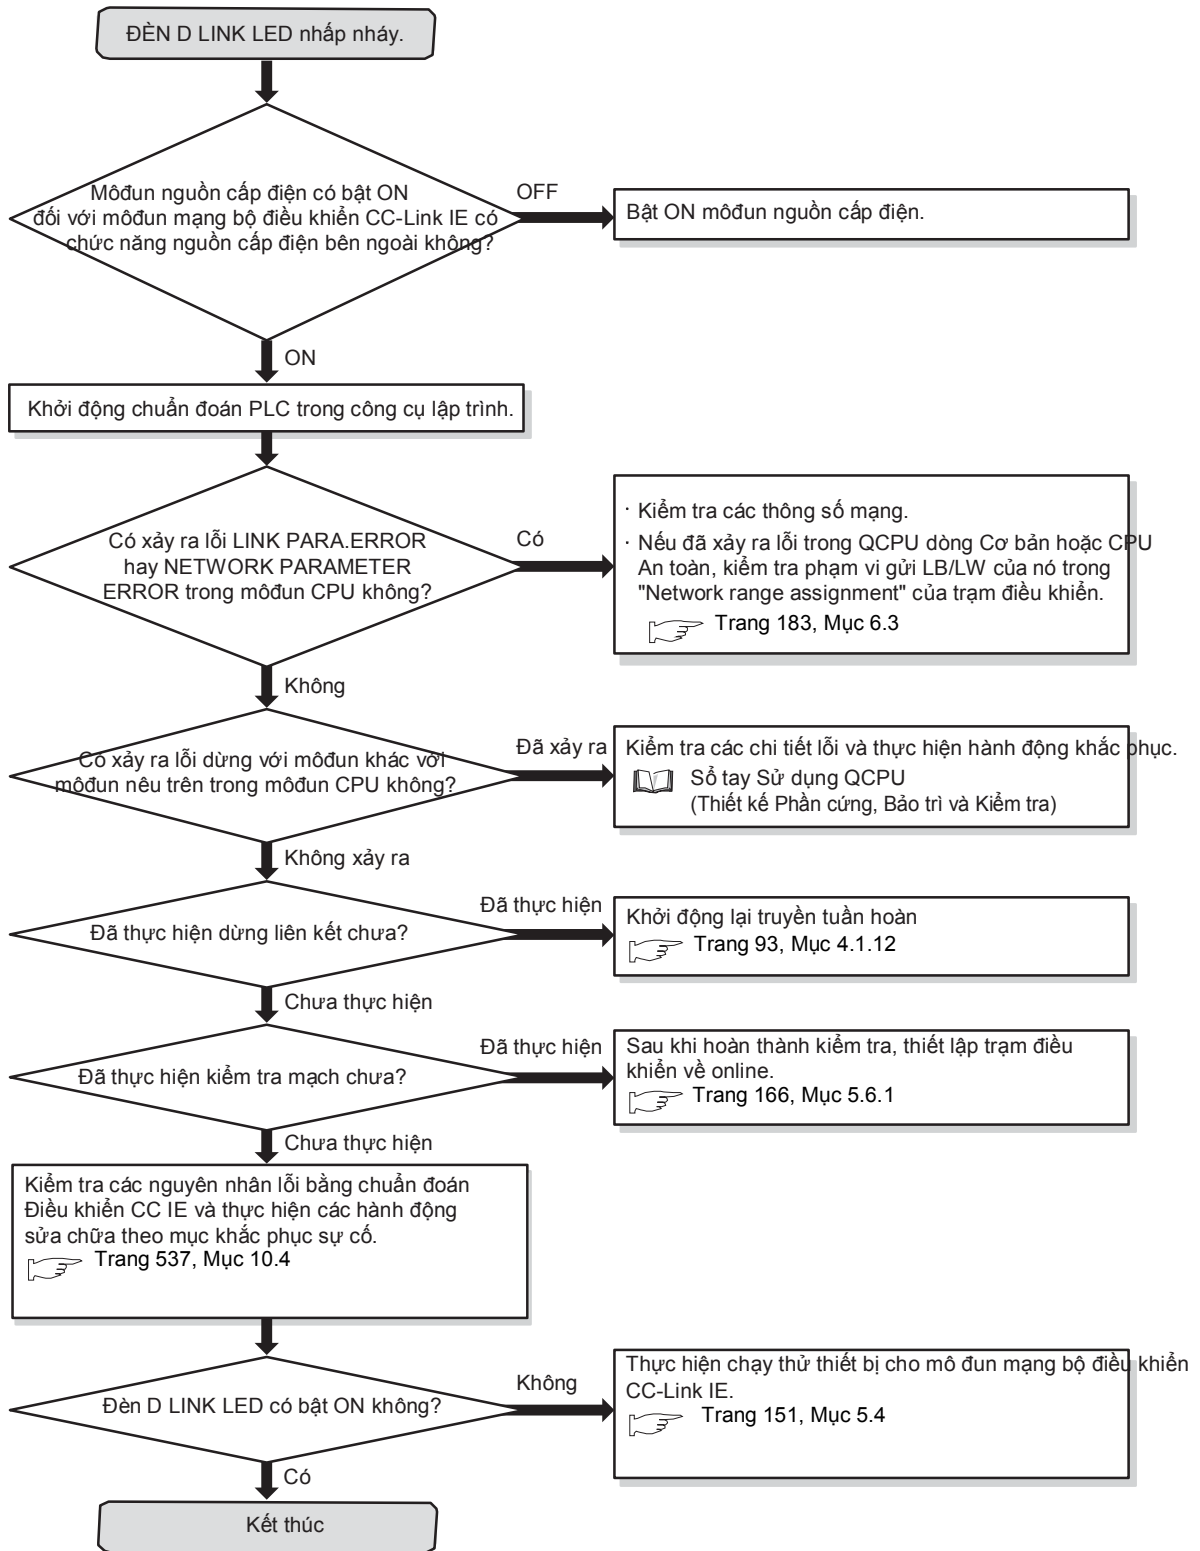 ĐÈN D LINK LED nhấp nháy.
Môđun nguồn cấp điện có bật ON
đối với môđun mạng bộ điều khiển CC-Link IE có
chức năng nguồn cấp điện bên ngoài không?
OFF
Bật ON môđun nguồn cấp điện.
ON
Khởi động chuẩn đoán PLC trong công cụ lập trình.
Có xảy ra lỗi LINK PARA.ERROR
hay NETWORK PARAMETER
ERROR trong môđun CPU không?
Có
· Kiểm tra các thông số mạng.
· Nếu đã xảy ra lỗi trong QCPU dòng Cơ bản hoặc CPU
An toàn, kiểm tra phạm vi gửi LB/LW của nó trong
"Network range assignment" của trạm điều khiển.
Trang 183, Mục 6.3
Không
Có xảy ra lỗi dừng với môđun khác với
môđun nêu trên trong môđun CPU không?
Đã xảy ra
Kiểm tra các chi tiết lỗi và thực hiện hành động khắc phục.
Sổ tay Sử dụng QCPU
(Thiết kế Phần cứng, Bảo trì và Kiểm tra)
Không xảy ra
Đã thực hiện dừng liên kết chưa?
Đã thực hiện
Khởi động lại truyền tuần hoàn
Trang 93, Mục 4.1.12
Chưa thực hiện
Đã thực hiện kiểm tra mạch chưa?
Đã thực hiện
Sau khi hoàn thành kiểm tra, thiết lập trạm điều
khiển về online.
Trang 166, Mục 5.6.1
Chưa thực hiện
Kiểm tra các nguyên nhân lỗi bằng chuẩn đoán
Điều khiển CC IE và thực hiện các hành động
sửa chữa theo mục khắc phục sự cố.
Trang 537, Mục 10.4
Đèn D LINK LED có bật ON không?
Không
Thực hiện chạy thử thiết bị cho mô đun mạng bộ điều khiển
CC-Link IE.
Trang 151, Mục 5.4
Có
Kết thúc